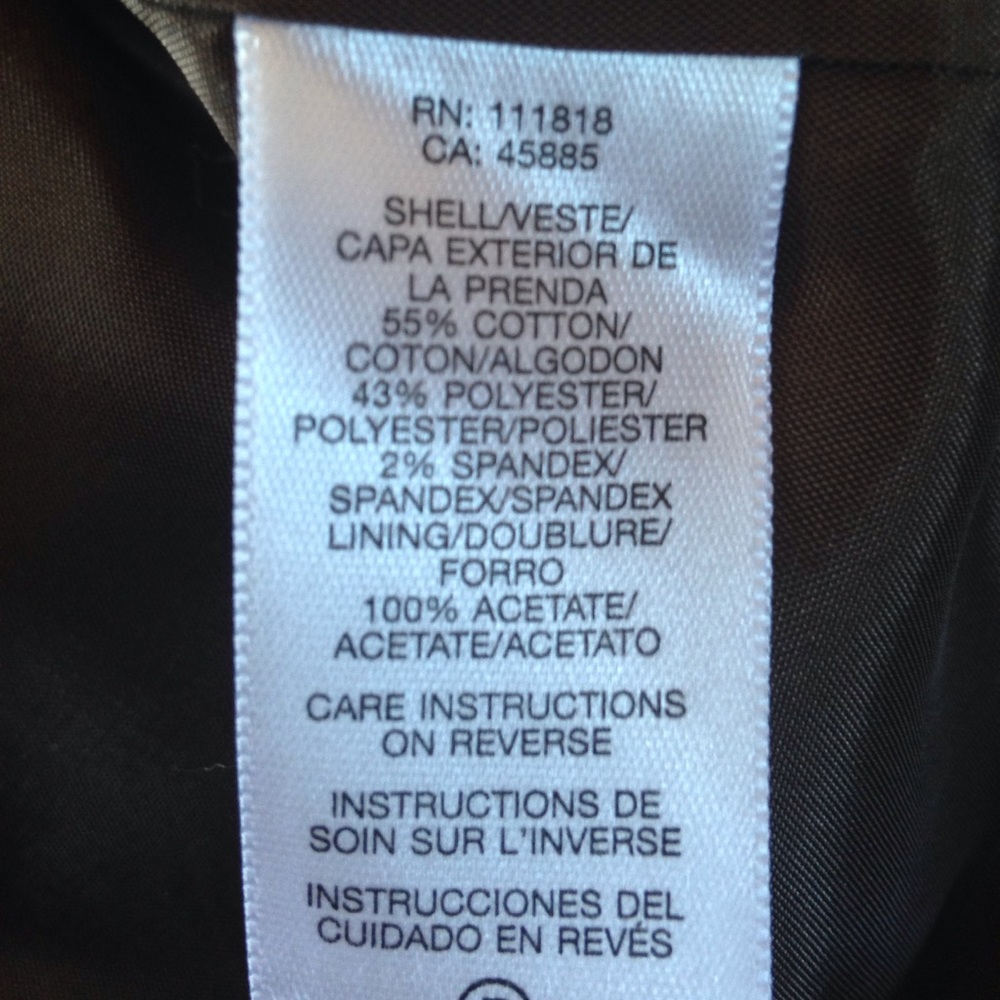 RN: 111818
CA: 45885
SHELL/VESTE/
CAPA EXTERIOR DE
LA PRENDA
55% COTTON/
COTON/ALGODON
43% POLYESTER/
POLYESTER/POLIESTER
2% SPANDEX/
SPANDEX/SPANDEX
LINING/DOUBLURE/
FORRO
100% ACETATE/
ACETATE/ACETATO
CARE INSTRUCTIONS
ON REVERSE
INSTRUCTIONS DE
SOIN SUR L'INVERSE
INSTRUCCIONES DEL
CUIDADO EN REVÉS